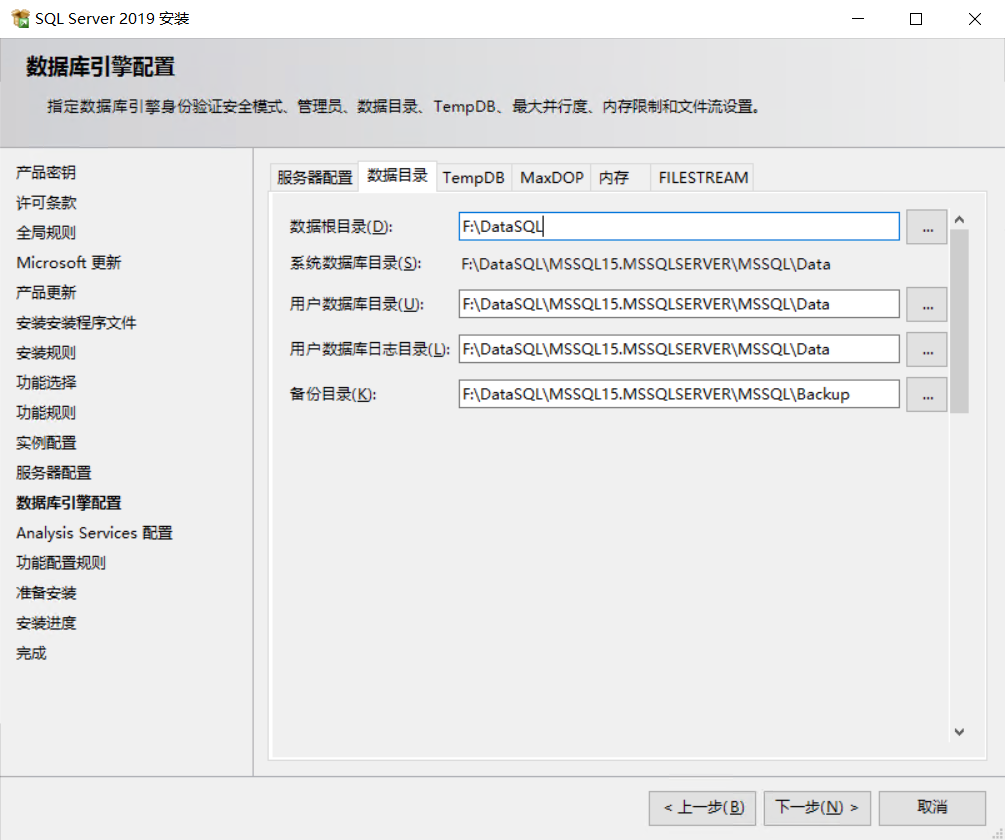 SQL Server 2019 安装
数据库引擎配置
指定数据库引擎身份验证安全模式、管理员、数据目录、TempDB、最大并行度、内存限制和文件流设置。
产品密钥
许可条款
全局规则
Microsoft 更新
产品更新
安装安装程序文件
安装规则
功能选择
功能规则
实例配置
服务器配置
数据库引擎配置
Analysis Services 配置
功能配置规则
准备安装
安装进度
完成
服务器配置 数据目录 TempDB MaxDOP 内存 FILESTREAM
数据根目录(D): F:\DataSQL ...
系统数据库目录(S): F:\DataSQL\MSSQL15.MSSQLSERVER\MSSQL\Data
用户数据库目录(U): F:\DataSQL\MSSQL15.MSSQLSERVER\MSSQL\Data ...
用户数据库日志目录(L): F:\DataSQL\MSSQL15.MSSQLSERVER\MSSQL\Data ...
备份目录(K): F:\DataSQL\MSSQL15.MSSQLSERVER\MSSQL\Backup ...
< 上一步(B) 下一步(N) > 取消